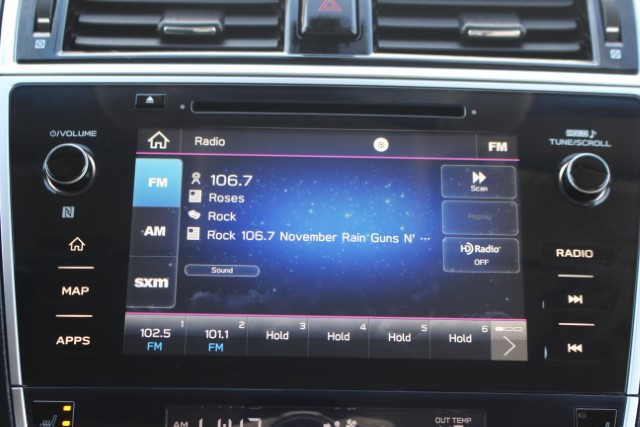 ⏻/VOLUME
Radio
FM
TUNE/SCROLL
FM
106.7
Scan
Roses
AM
Rock
Replay
Rock 106.7 November Rain Guns N' ...
HD Radio
OFF
RADIO
MAP
sxm
Sound
APPS
1
2
3
4
5
6
102.5
101.1
Hold
Hold
Hold
Hold
FM
FM
AM
OUT TEMP